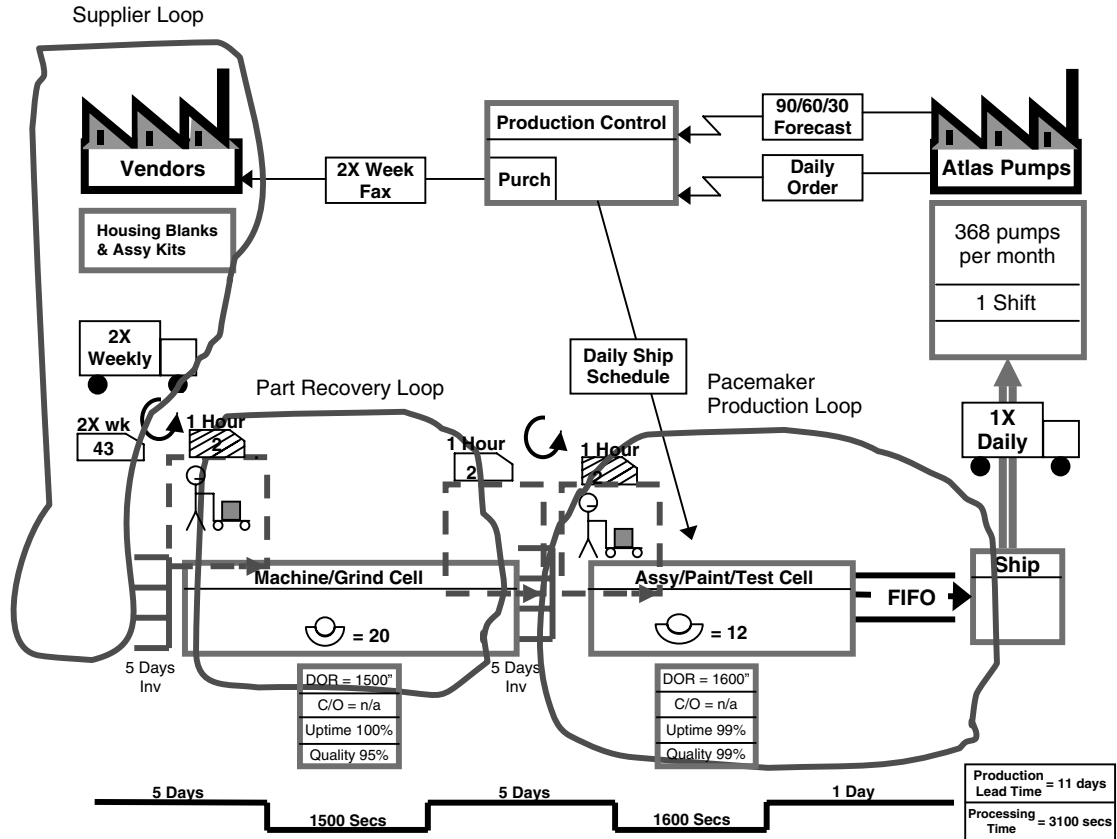 Supplier Loop
Vendors
2X Week
Fax
Production Control
Purch
90/60/30
Forecast
Daily
Order
Atlas Pumps
Housing Blanks
& Assy Kits
368 pumps
per month
1 Shift
2X
Weekly
Daily Ship
Schedule
Part Recovery Loop
Pacemaker
Production Loop
1X
Daily
2X wk
43
1 Hour
2
1 Hour
2
1 Hour
2
Machine/Grind Cell
= 20
Assy/Paint/Test Cell
= 12
FIFO
Ship
5 Days
Inv
5 Days
Inv
DOR = 1500”
C/O = n/a
Uptime 100%
Quality 95%
DOR = 1600”
C/O = n/a
Uptime 99%
Quality 99%
5 Days
1500 Secs
5 Days
1600 Secs
1 Day
Production
Lead Time = 11 days
Processing
Time = 3100 secs